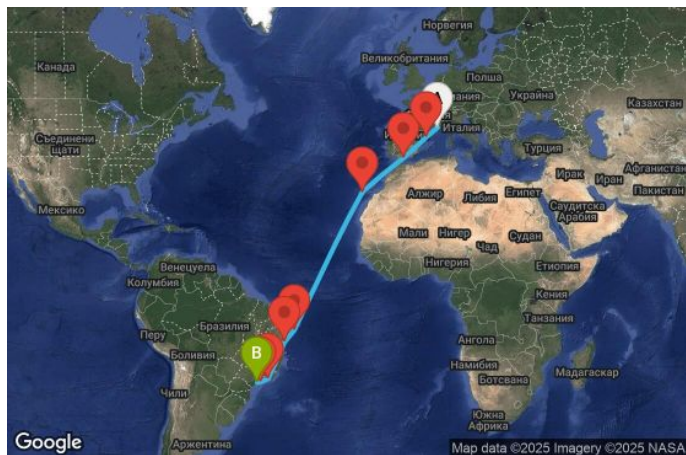 Норвегия
Канада
Великобритания
Полша
Украйна
Казахстан
Италия
Съединени
щати
Турция
Ирак
Иран
Афганистан
Пакистан
Мексико
Алжир
Либия
Египет
Саудитска
Арабия
Мали
Нигер
Чад
Судан
Нигерия
Етиопия
Венецуела
Колумбия
Кения
Танзания
Перу
Бразилия
Ангола
Боливия
B
Намибия
Ботсвана
Мадагаскар
Чили
Южна
Африка
Аржентина
Google
Map data ©2025 Imagery ©2025 NASA